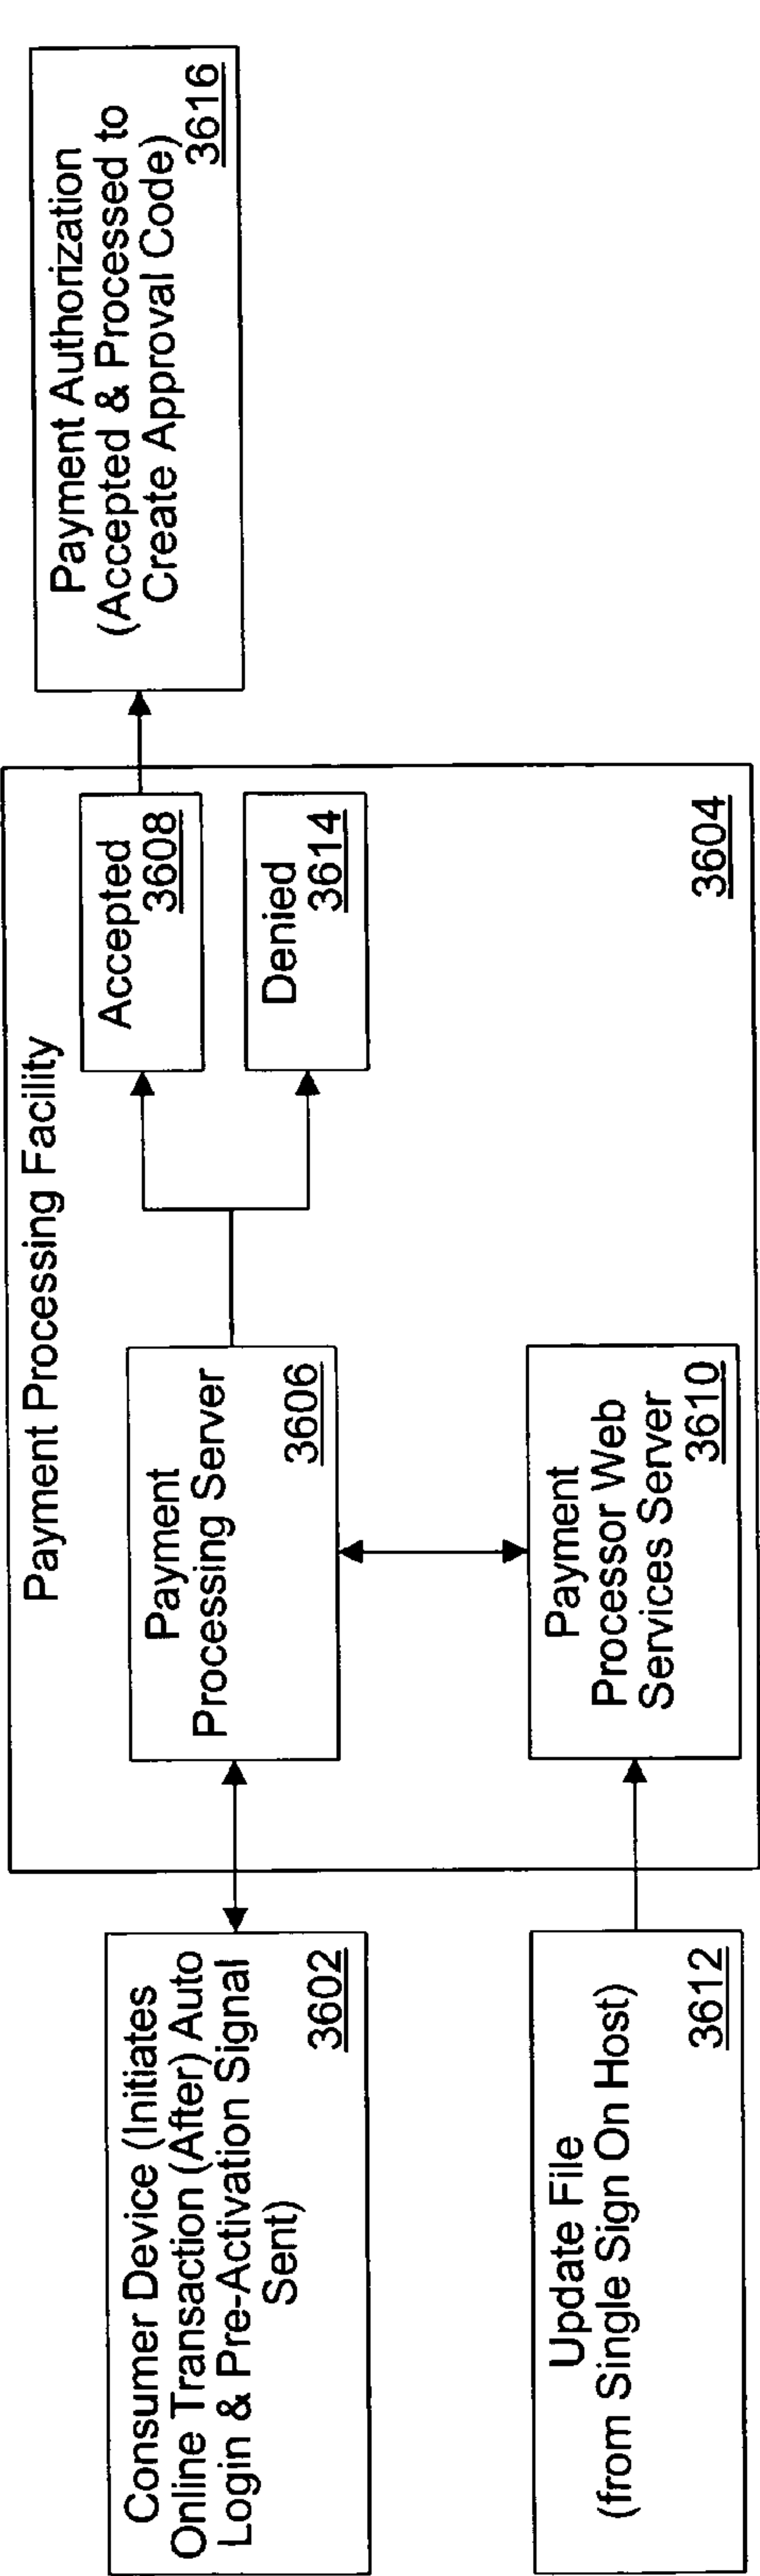 Payment Processing Facility
Consumer Device (Initiates
Online Transaction (After) Auto
Login & Pre-Activation Signal
Sent)
3602
Payment
Processing Server
3606
Accepted
3608
Denied
3614
Payment Authorization
(Accepted & Processed to
Create Approval Code)
3616
Update File
(from Single Sign On Host)
3612
Payment
Processor Web
Services Server
3610
3604